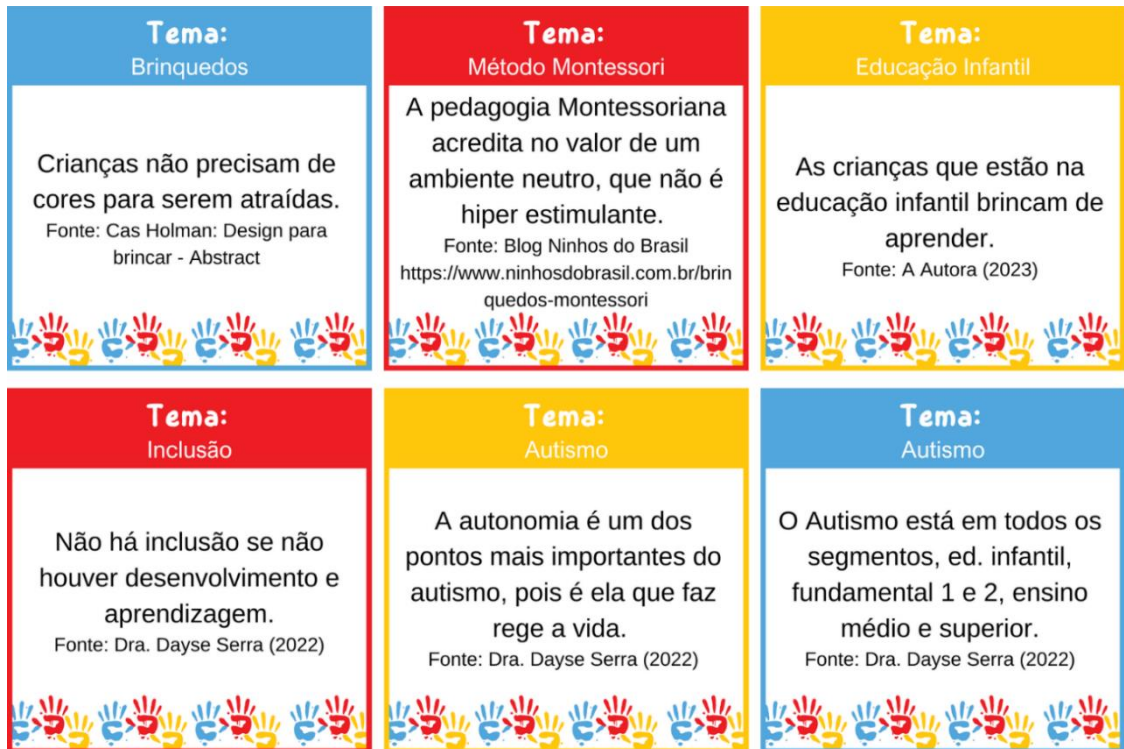 Tema:
Brinquedos
Crianças não precisam de
cores para serem atraídas.
Fonte: Cas Holman: Design para
brincar - Abstract
Tema:
Método Montessori
A pedagogia Montessoriana
acredita no valor de um
ambiente neutro, que não é
hiper estimulante.
Fonte: Blog Ninhos do Brasil
https://www.ninhosdobrasil.com.br/brin
quedos-montessori
Tema:
Educação Infantil
As crianças que estão na
educação infantil brincam de
aprender.
Fonte: A Autora (2023)
Tema:
Inclusão
Não há inclusão se não
houver desenvolvimento e
aprendizagem.
Fonte: Dra. Dayse Serra (2022)
Tema:
Autismo
A autonomia é um dos
pontos mais importantes do
autismo, pois é ela que faz
rege a vida.
Fonte: Dra. Dayse Serra (2022)
Tema:
Autismo
O Autismo está em todos os
segmentos, ed. infantil,
fundamental 1 e 2, ensino
médio e superior.
Fonte: Dra. Dayse Serra (2022)